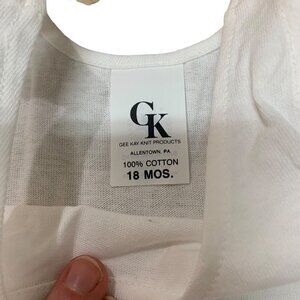 GK
GEE KAY KNIT PRODUCTS
ALLENTOWN, PA
100% COTTON
18 MOS.